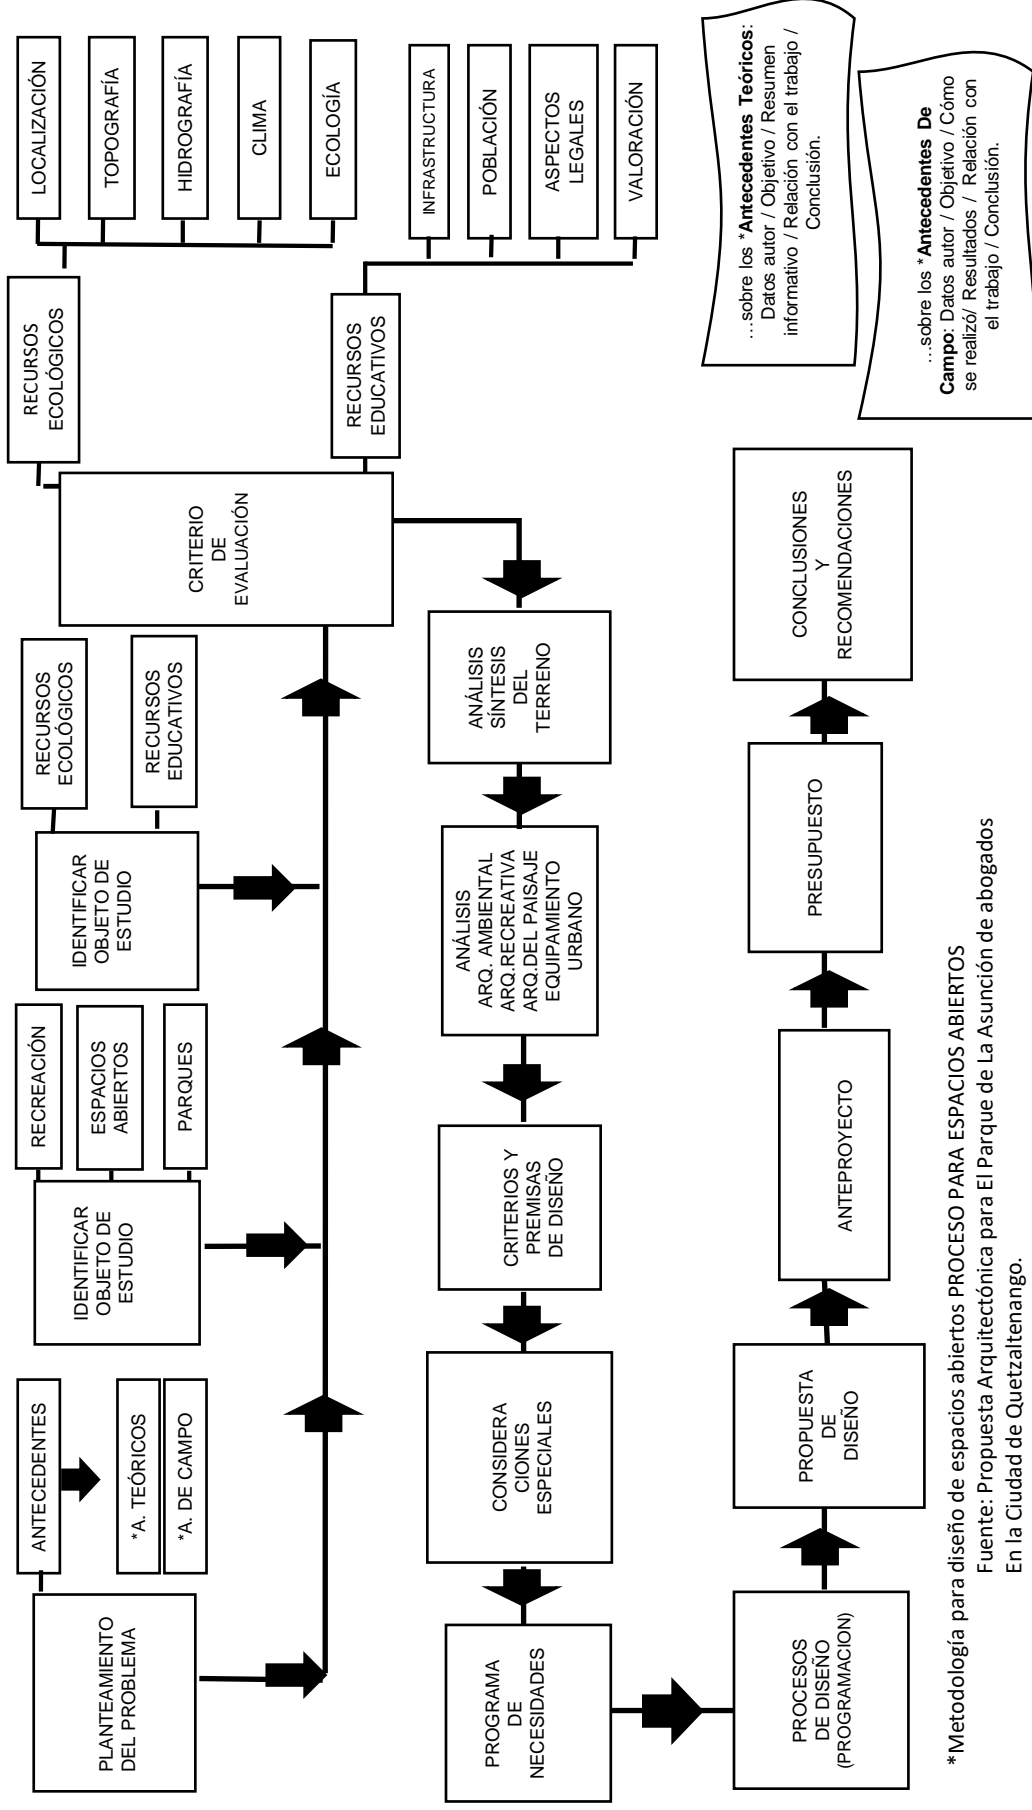 ANTECEDENTES
*A. TEÓRICOS
*A. DE CAMPO
PLANTEAMIENTO
DEL PROBLEMA
RECREACIÓN
ESPACIOS
ABIERTOS
PARQUES
IDENTIFICAR
OBJETO DE
ESTUDIO
RECURSOS
ECOLÓGICOS
RECURSOS
EDUCATIVOS
IDENTIFICAR
OBJETO DE
ESTUDIO
CRITERIO
DE
EVALUACIÓN
RECURSOS
ECOLÓGICOS
LOCALIZACIÓN
TOPOGRAFÍA
HIDROGRAFÍA
CLIMA
ECOLOGÍA
RECURSOS
EDUCATIVOS
INFRASTRUCTURA
POBLACIÓN
ASPECTOS
LEGALES
VALORACIÓN
ANÁLISIS
SÍNTESIS
DEL
TERRENO
ANÁLISIS
ARQ. AMBIENTAL
ARQ.RECREATIVA
ARQ.DEL PAISAJE
EQUIPAMIENTO
URBANO
CRITERIOS Y
PREMISAS
DE DISEÑO
CONSIDERA
CIONES
ESPECIALES
PROGRAMA
DE
NECESIDADES
PROCESOS
DE DISEÑO
(PROGRAMACION)
PROPUESTA
DE
DISEÑO
ANTEPROYECTO
PRESUPUESTO
CONCLUSIONES
Y
RECOMENDACIONES
…sobre los *Antecedentes Teóricos:
Datos autor / Objetivo / Resumen
informativo / Relación con el trabajo /
Conclusión.
…sobre los *Antecedentes De
Campo: Datos autor / Objetivo / Cómo
se realizó/ Resultados / Relación con
el trabajo / Conclusión.
*Metodología para diseño de espacios abiertos PROCESO PARA ESPACIOS ABIERTOS
Fuente: Propuesta Arquitectónica para El Parque de La Asunción de abogados
En la Ciudad de Quetzaltenango.